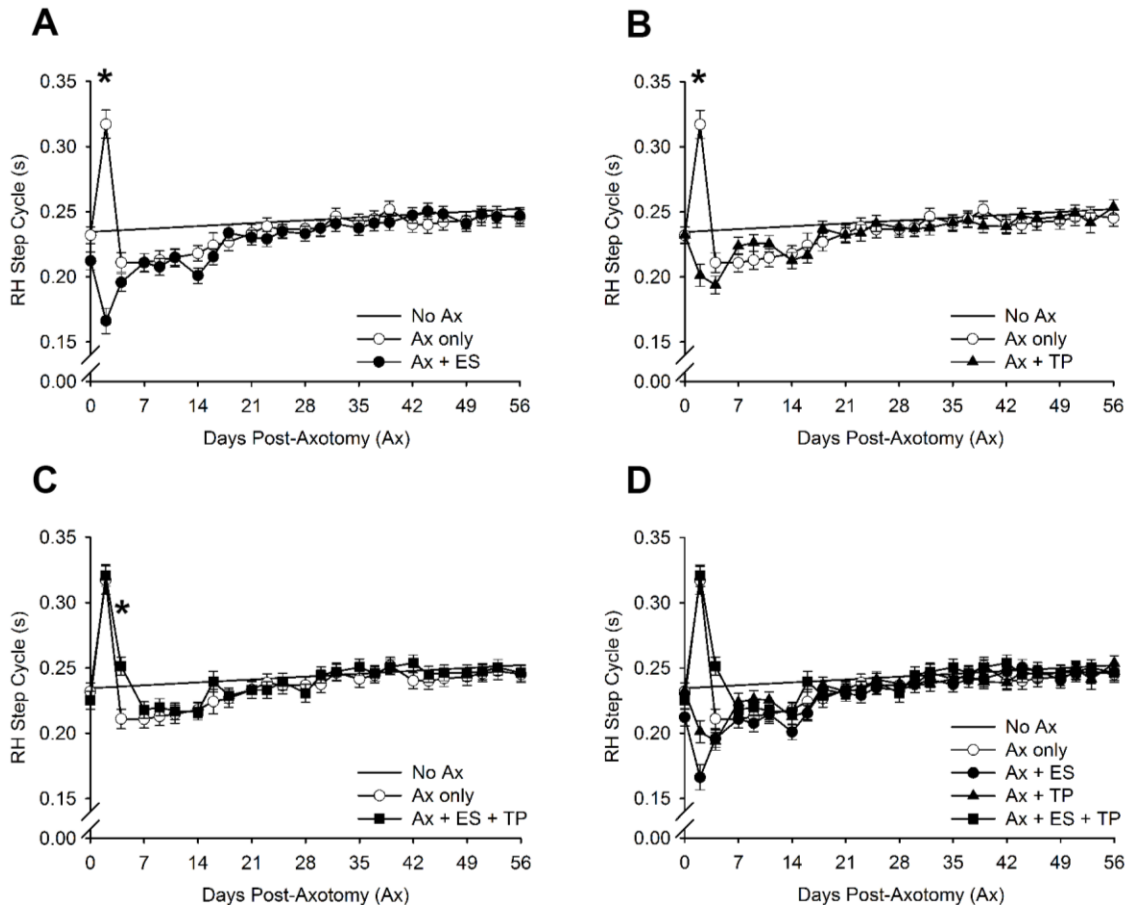 A
RH Step Cycle (s)
0.35
0.30
0.25
0.20
0.15
0.00
*
No Ax
Ax only
Ax + ES
0 7 14 21 28 35 42 49 56
Days Post-Axotomy (Ax)
B
RH Step Cycle (s)
0.35
0.30
0.25
0.20
0.15
0.00
*
No Ax
Ax only
Ax + TP
0 7 14 21 28 35 42 49 56
Days Post-Axotomy (Ax)
C
RH Step Cycle (s)
0.35
0.30
0.25
0.20
0.15
0.00
*
No Ax
Ax only
Ax + ES + TP
0 7 14 21 28 35 42 49 56
Days Post-Axotomy (Ax)
D
RH Step Cycle (s)
0.35
0.30
0.25
0.20
0.15
0.00
No Ax
Ax only
Ax + ES
Ax + TP
Ax + ES + TP
0 7 14 21 28 35 42 49 56
Days Post-Axotomy (Ax)